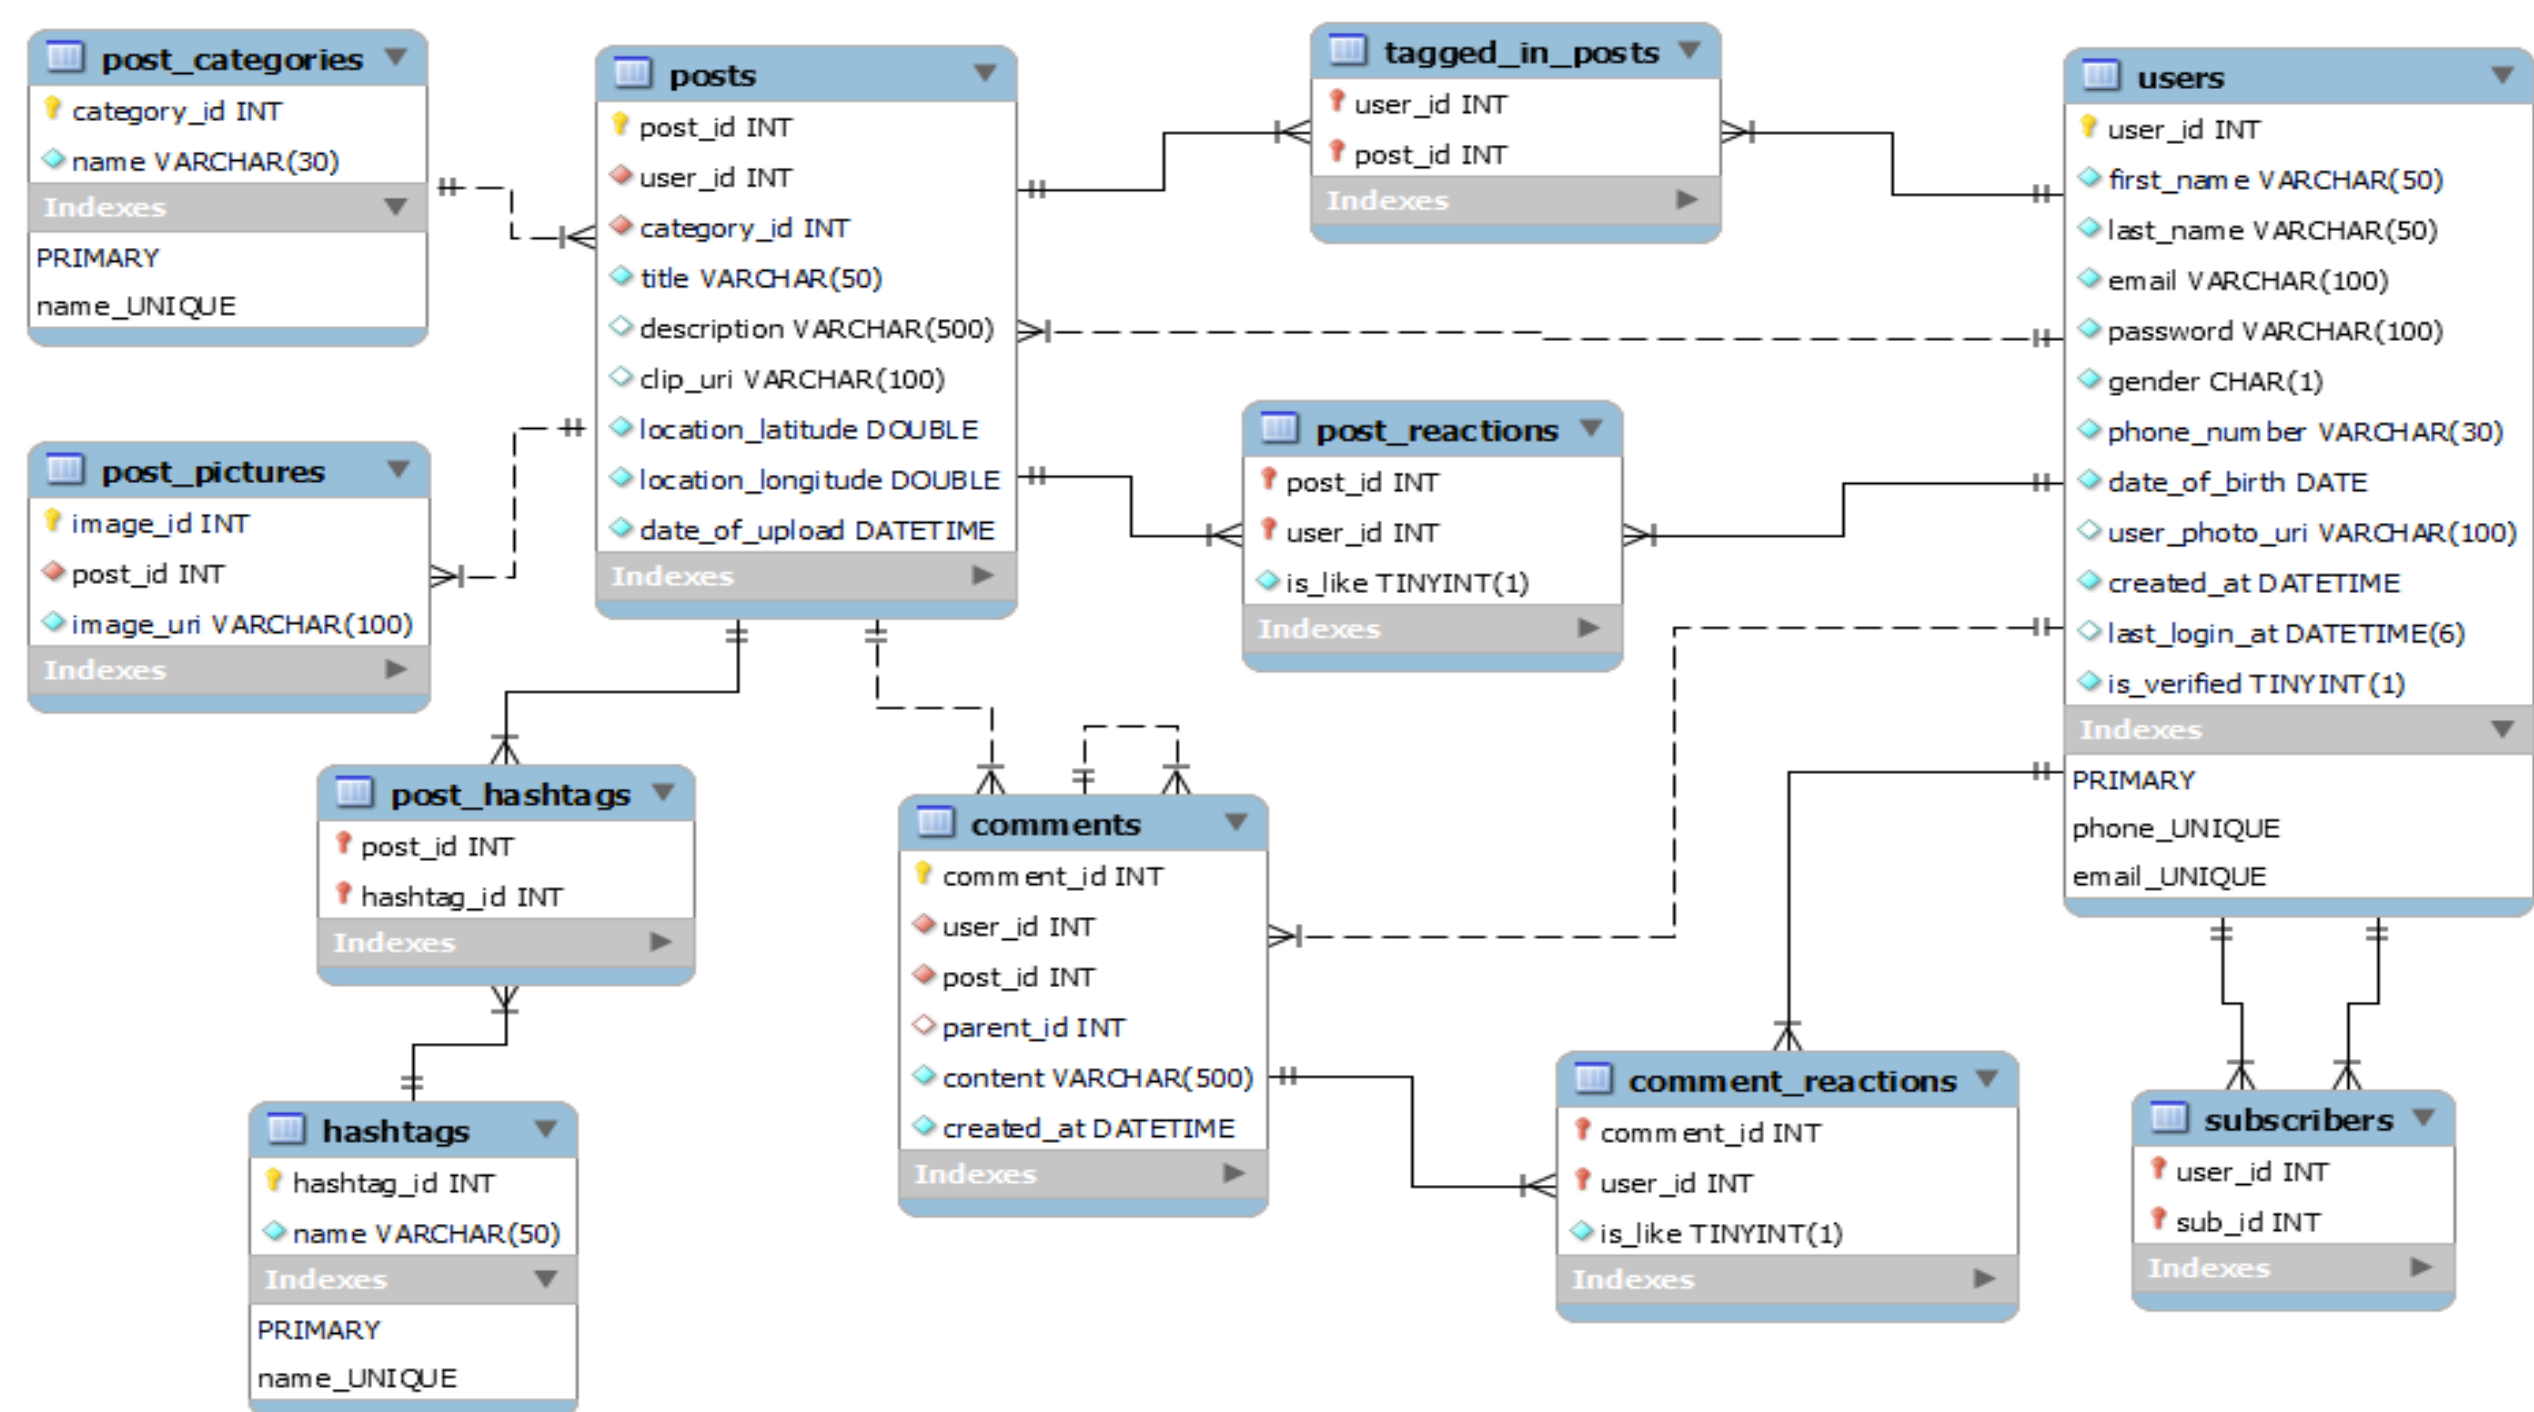 post_categories
category_id INT
name VARCHAR(30)
Indexes
PRIMARY
name_UNIQUE
posts
post_id INT
user_id INT
category_id INT
title VARCHAR(50)
description VARCHAR(500)
clip_uri VARCHAR(100)
location_latitude DOUBLE
location_longitude DOUBLE
date_of_upload DATETIME
Indexes
tagged_in_posts
user_id INT
post_id INT
Indexes
users
user_id INT
first_name VARCHAR(50)
last_name VARCHAR(50)
email VARCHAR(100)
password VARCHAR(100)
gender CHAR(1)
phone_number VARCHAR(30)
date_of_birth DATE
user_photo_uri VARCHAR(100)
created_at DATETIME
last_login_at DATETIME(6)
is_verified TINYINT(1)
Indexes
PRIMARY
phone_UNIQUE
email_UNIQUE
post_pictures
image_id INT
post_id INT
image_uri VARCHAR(100)
Indexes
post_reactions
post_id INT
user_id INT
is_like TINYINT(1)
Indexes
post_hashtags
post_id INT
hashtag_id INT
Indexes
comments
comment_id INT
user_id INT
post_id INT
parent_id INT
content VARCHAR(500)
created_at DATETIME
Indexes
hashtags
hashtag_id INT
name VARCHAR(50)
Indexes
PRIMARY
name_UNIQUE
comment_reactions
comment_id INT
user_id INT
is_like TINYINT(1)
Indexes
subscribers
user_id INT
sub_id INT
Indexes